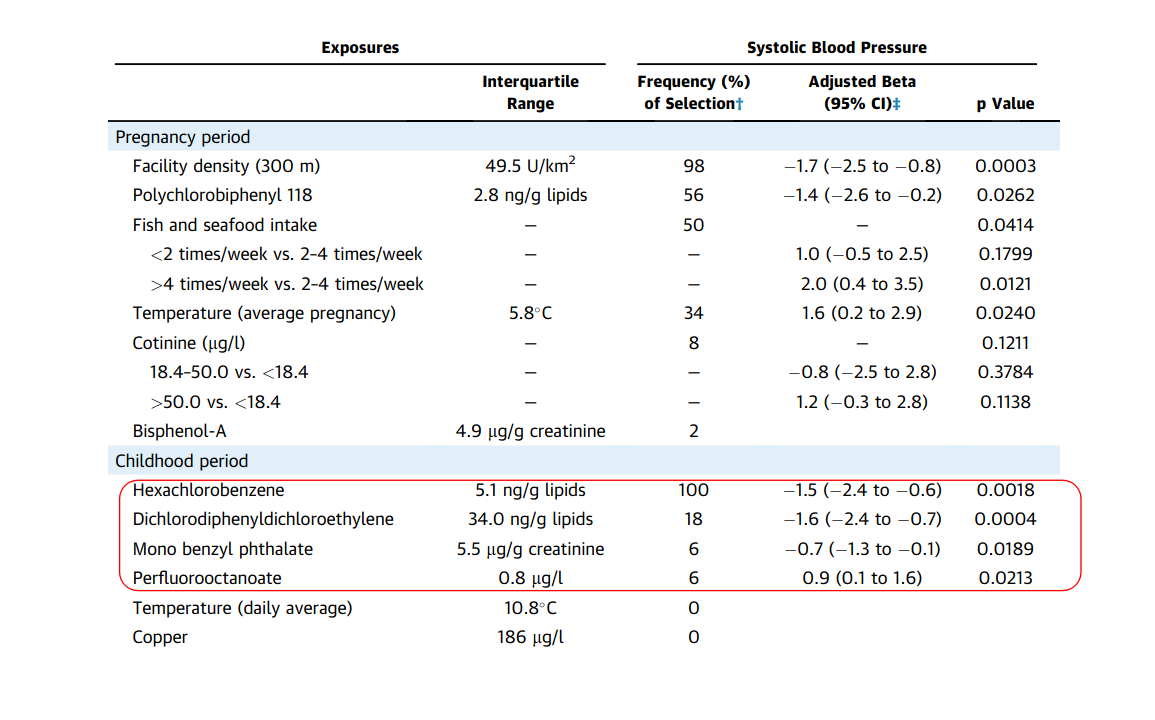 Exposures Systolic Blood Pressure
Interquartile Frequency (%) Adjusted Beta
Range of Selection† (95% CI)‡ p Value
Pregnancy period
Facility density (300 m) 49.5 U/km² 98 −1.7 (−2.5 to −0.8) 0.0003
Polychlorobiphenyl 118 2.8 ng/g lipids 56 −1.4 (−2.6 to −0.2) 0.0262
Fish and seafood intake — 50 — 0.0414
<2 times/week vs. 2–4 times/week — — 1.0 (−0.5 to 2.5) 0.1799
>4 times/week vs. 2–4 times/week — — 2.0 (0.4 to 3.5) 0.0121
Temperature (average pregnancy) 5.8°C 34 1.6 (0.2 to 2.9) 0.0240
Cotinine (μg/l) — 8 — 0.1211
18.4–50.0 vs. <18.4 — — −0.8 (−2.5 to 2.8) 0.3784
>50.0 vs. <18.4 — — 1.2 (−0.3 to 2.8) 0.1138
Bisphenol-A 4.9 μg/g creatinine 2
Childhood period
Hexachlorobenzene 5.1 ng/g lipids 100 −1.5 (−2.4 to −0.6) 0.0018
Dichlorodiphenyldichloroethylene 34.0 ng/g lipids 18 −1.6 (−2.4 to −0.7) 0.0004
Mono benzyl phthalate 5.5 μg/g creatinine 6 −0.7 (−1.3 to −0.1) 0.0189
Perfluorooctanoate 0.8 μg/l 6 0.9 (0.1 to 1.6) 0.0213
Temperature (daily average) 10.8°C 0
Copper 186 μg/l 0